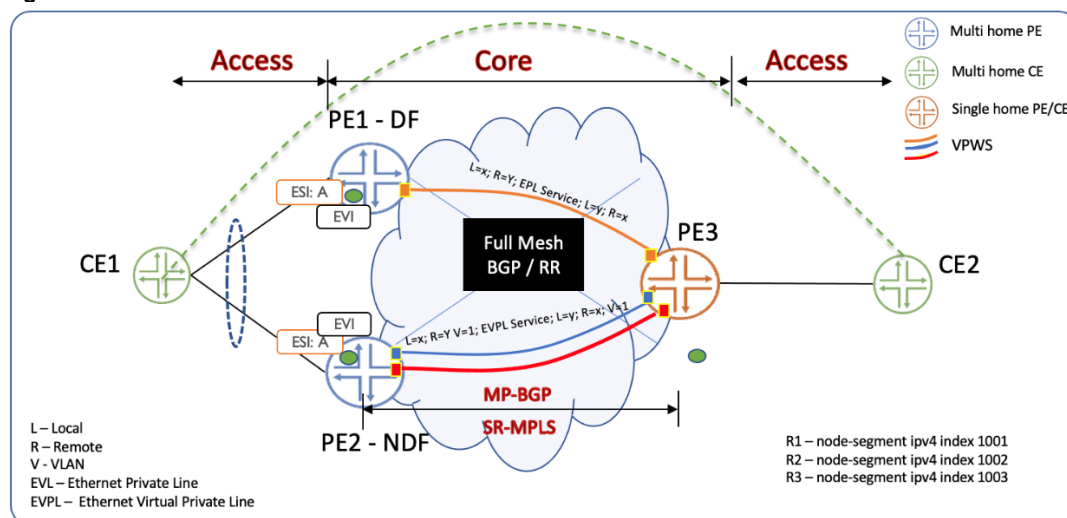 Access
Core
Access
Multi home PE
Multi home CE
Single home PE/CE
VPWS
PE1 - DF
ESI: A
EVI
L=x; R=Y; EPL Service; L=y; R=x
Full Mesh
BGP / RR
PE3
CE1
CE2
EVI
ESI: A
L=x; R=Y V=1; EVPL Service; L=y; R=x; V=1
MP-BGP
SR-MPLS
PE2 - NDF
L – Local
R – Remote
V - VLAN
EVL – Ethernet Private Line
EVPL – Ethernet Virtual Private Line
R1 – node-segment ipv4 index 1001
R2 – node-segment ipv4 index 1002
R3 – node-segment ipv4 index 1003